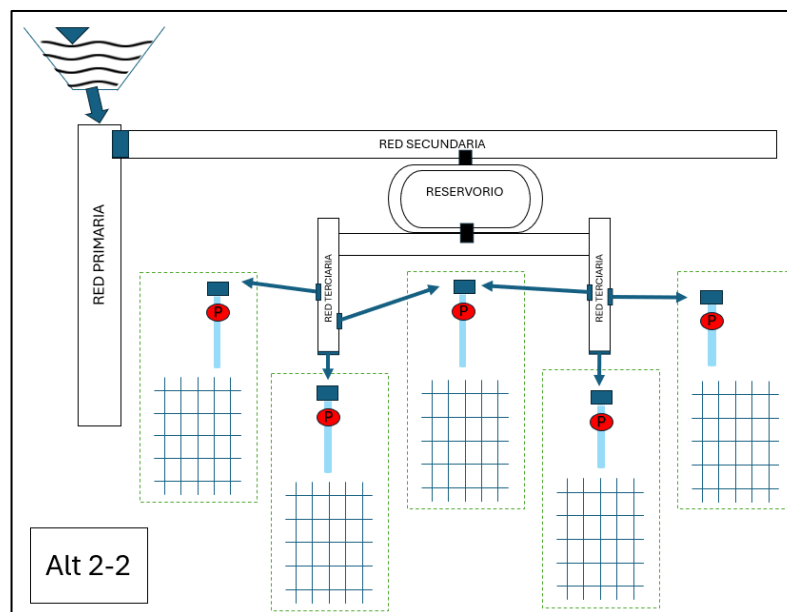 RED SECUNDARIA
RED PRIMARIA
RESERVORIO
RED TERCIARIA
RED TERCIARIA
P
P
P
P
P
Alt 2-2